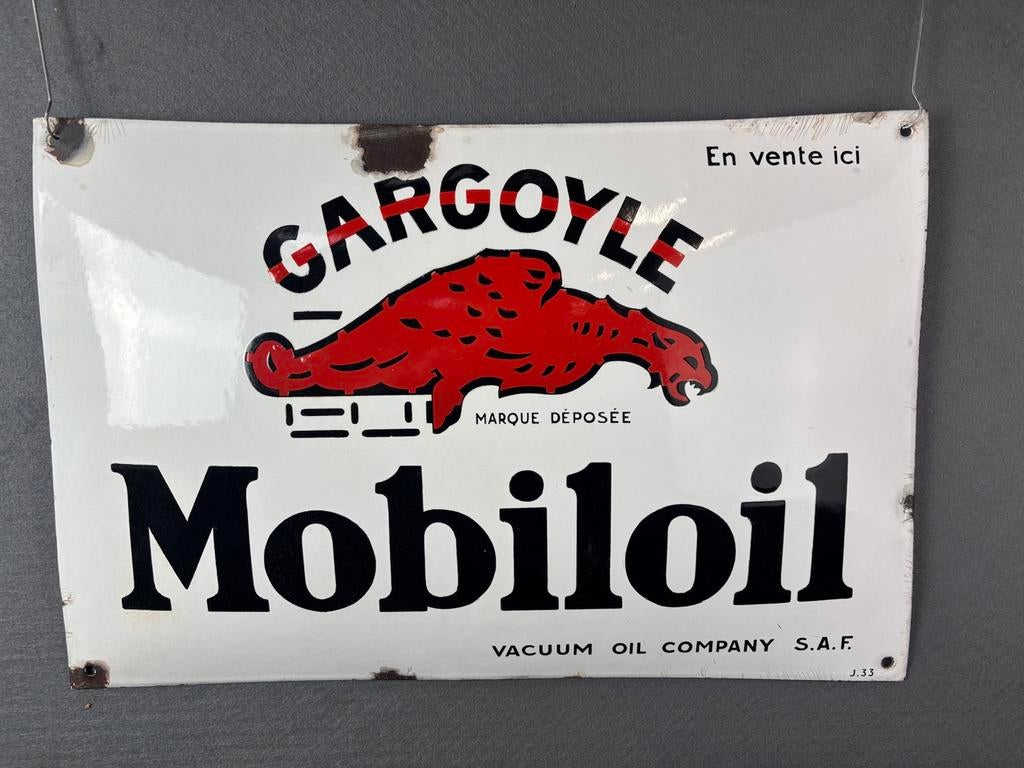 En vente ici
GARGOYLE
MARQUE DÉPOSÉE
Mobiloil
VACUUM OIL COMPANY S.A.F.
J.33